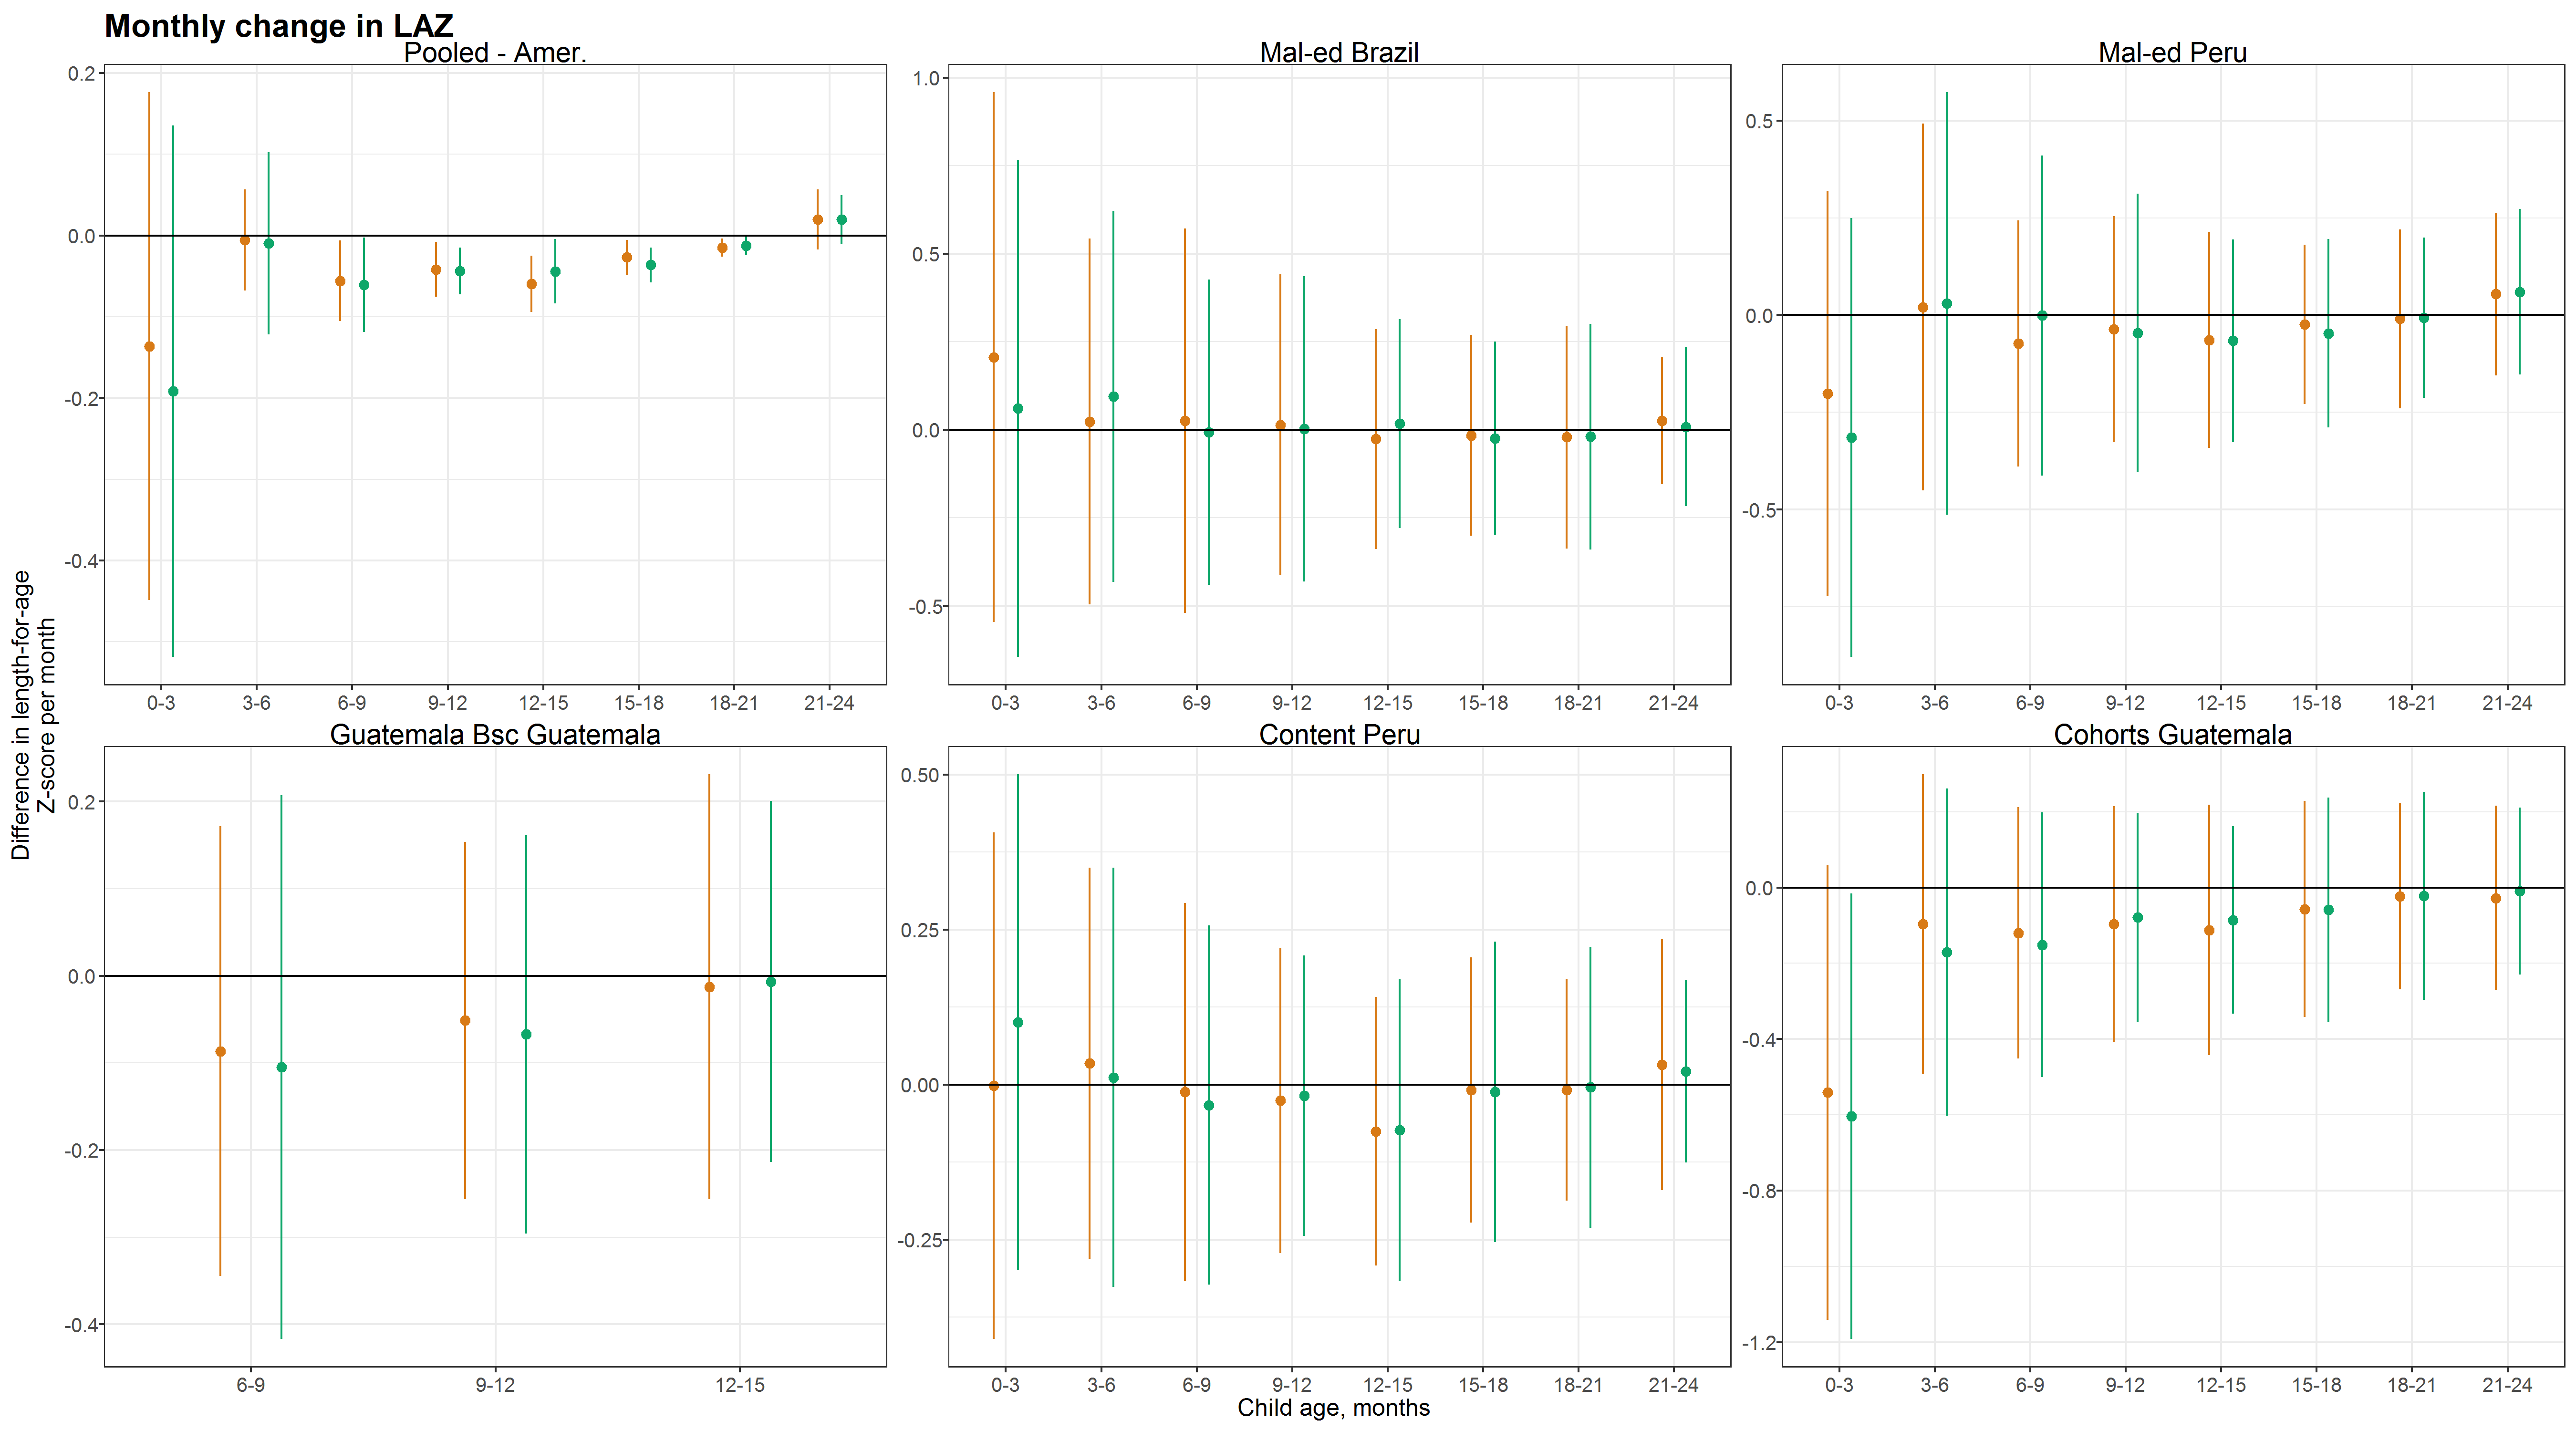 Monthly change in LAZ
Pooled - Amer.
Mal-ed Brazil
Mal-ed Peru
0.2
0.0
-0.2
-0.4
1.0
0.5
0.0
-0.5
0.5
0.0
-0.5
0-3 3-6 6-9 9-12 12-15 15-18 18-21 21-24
0-3 3-6 6-9 9-12 12-15 15-18 18-21 21-24
0-3 3-6 6-9 9-12 12-15 15-18 18-21 21-24
Difference in length-for-age
Z-score per month
Guatemala Bsc Guatemala
Content Peru
Cohorts Guatemala
0.2
0.0
-0.2
-0.4
0.50
0.25
0.00
-0.25
0.0
-0.4
-0.8
-1.2
6-9 9-12 12-15
0-3 3-6 6-9 9-12 12-15 15-18 18-21 21-24
0-3 3-6 6-9 9-12 12-15 15-18 18-21 21-24
Child age, months